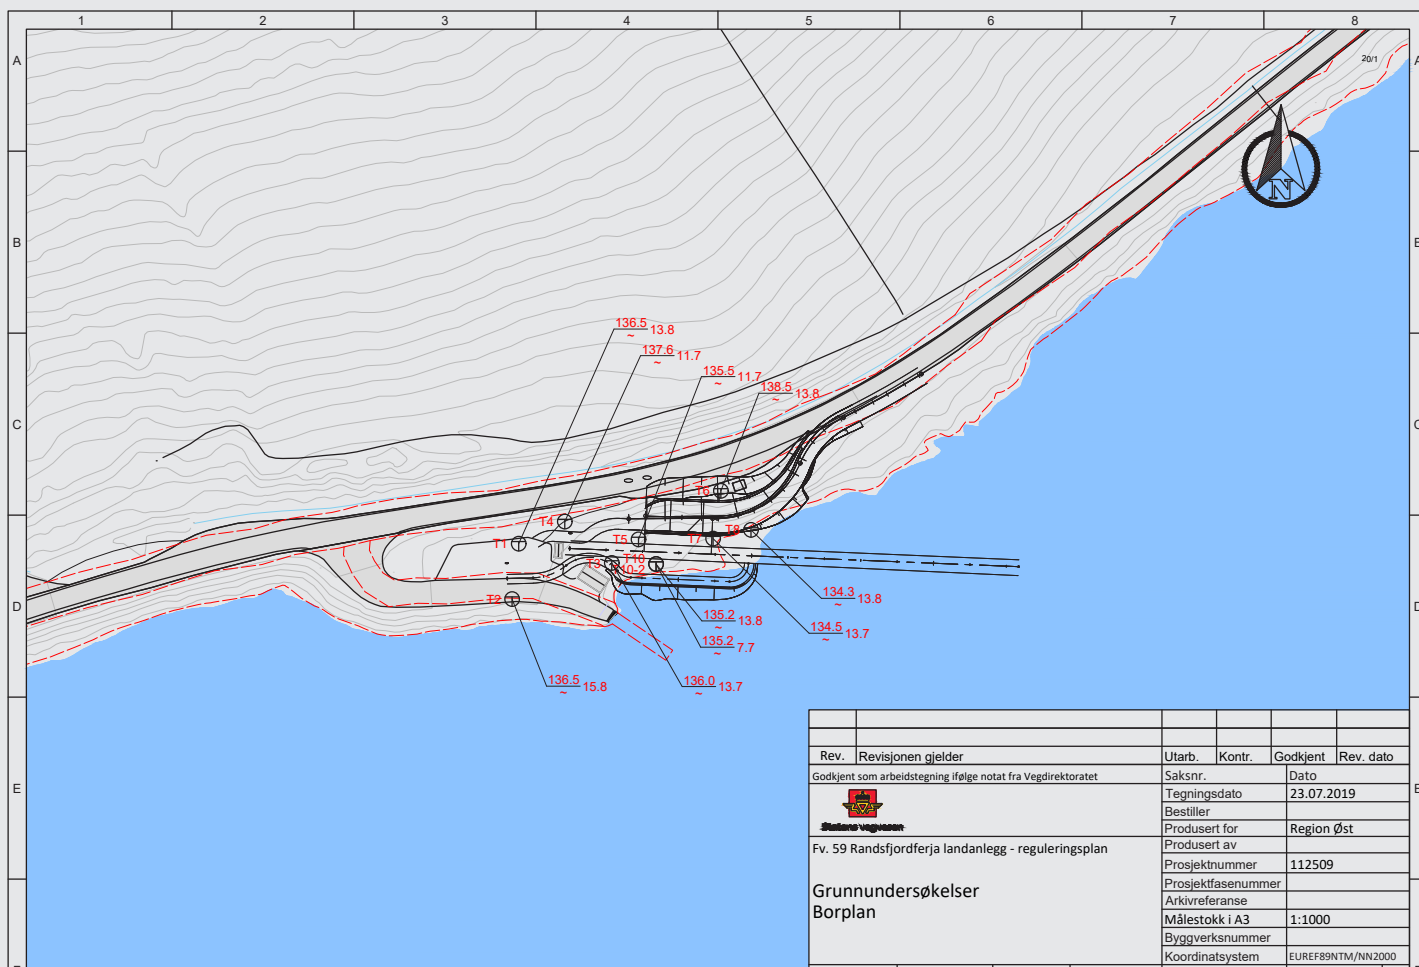 1 2 3 4 5 6 7 8
A
20/1
A
B
C
136.5 13.8
~
137.6 11.7
~
135.5 11.7
~
138.5 13.8
~
T6
T4
T8
T1
T5
T7
T3
T10
T10-2
T2
D
134.3 13.8
~
135.2 13.8
~
134.5 13.7
~
135.2 7.7
~
136.5 15.8
~
136.0 13.7
~
E
N
Rev. Revisjonen gjelder Utarb. Kontr. Godkjent Rev. dato
Godkjent som arbeidstegning ifølge notat fra Vegdirektoratet
Saksnr. Dato
Tegningsdato 23.07.2019
Bestiller
Statens vegvesen
Produsert for Region Øst
Produsert av
Fv. 59 Randsfjordferja landanlegg - reguleringsplan
Prosjektnummer 112509
Prosjektfasenummer
Grunnundersøkelser
Arkivreferanse
Borplan
Målestokk i A3 1:1000
Byggverksnummer
Koordinatsystem EUREF89NTM/NN2000